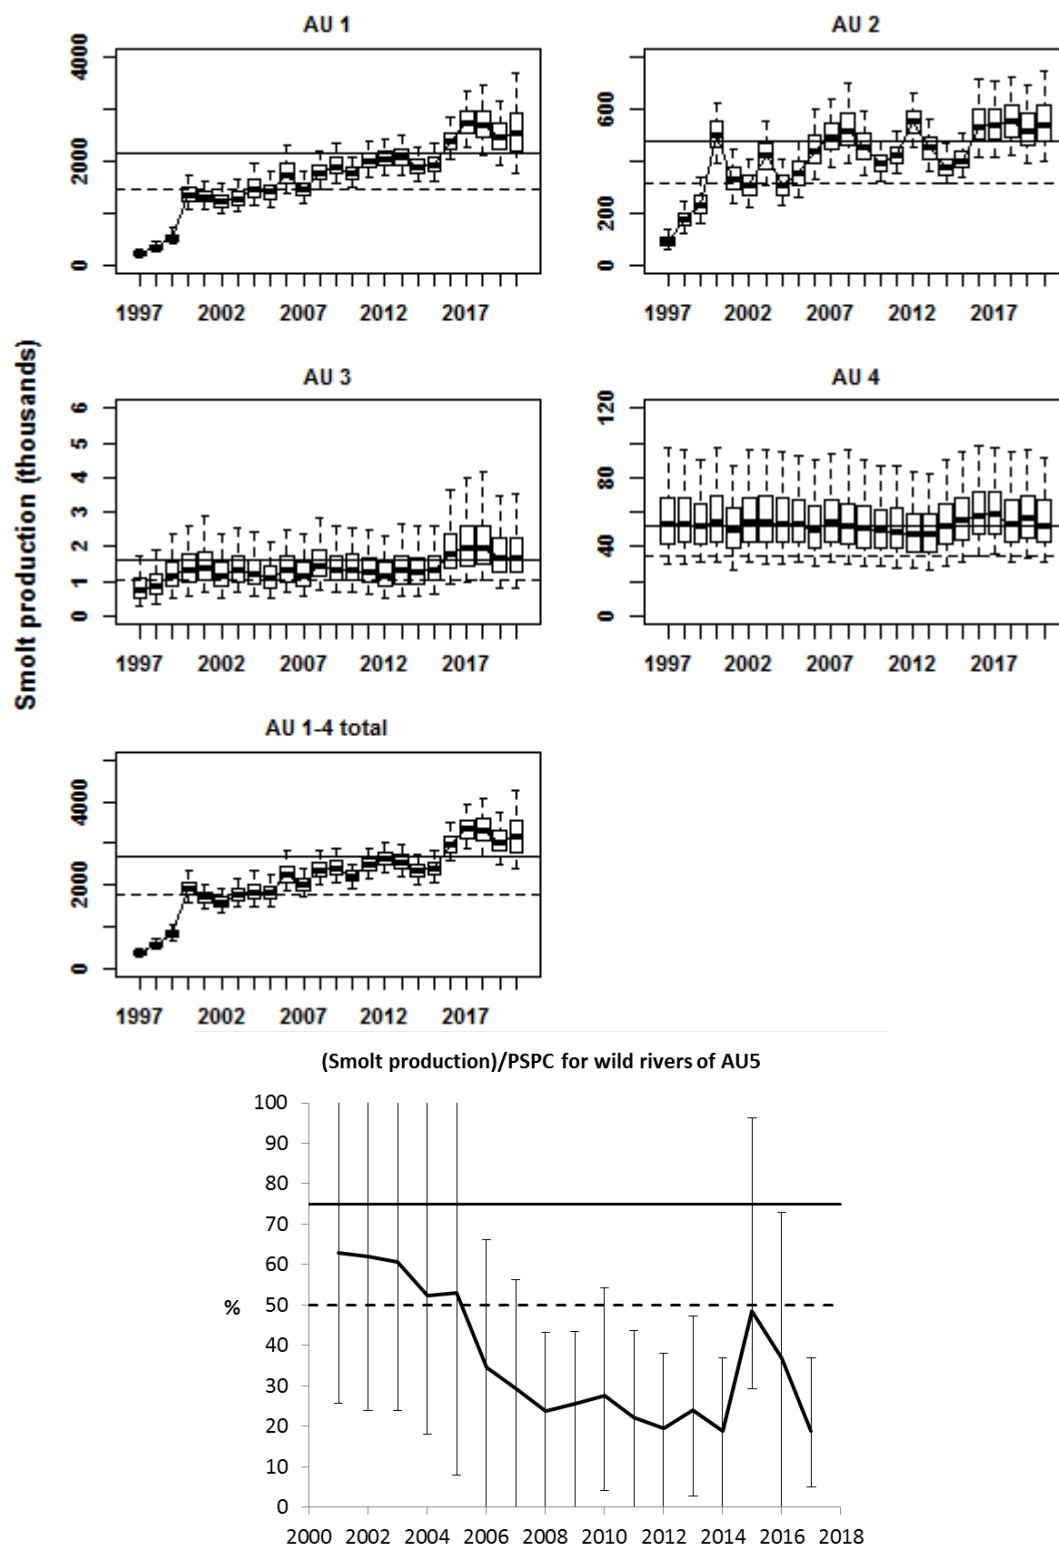 AU 1
AU 2
4000
2000
0
600
200
0
1997 2002 2007 2012 2017
1997 2002 2007 2012 2017
Smolt production (thousands)
AU 3
AU 4
6
5
4
3
2
1
0
120
80
40
0
1997 2002 2007 2012 2017
1997 2002 2007 2012 2017
AU 1-4 total
4000
2000
0
1997 2002 2007 2012 2017
(Smolt production)/PSPC for wild rivers of AU5
100
90
80
70
60
%
50
40
30
20
10
0
2000 2002 2004 2006 2008 2010 2012 2014 2016 2018